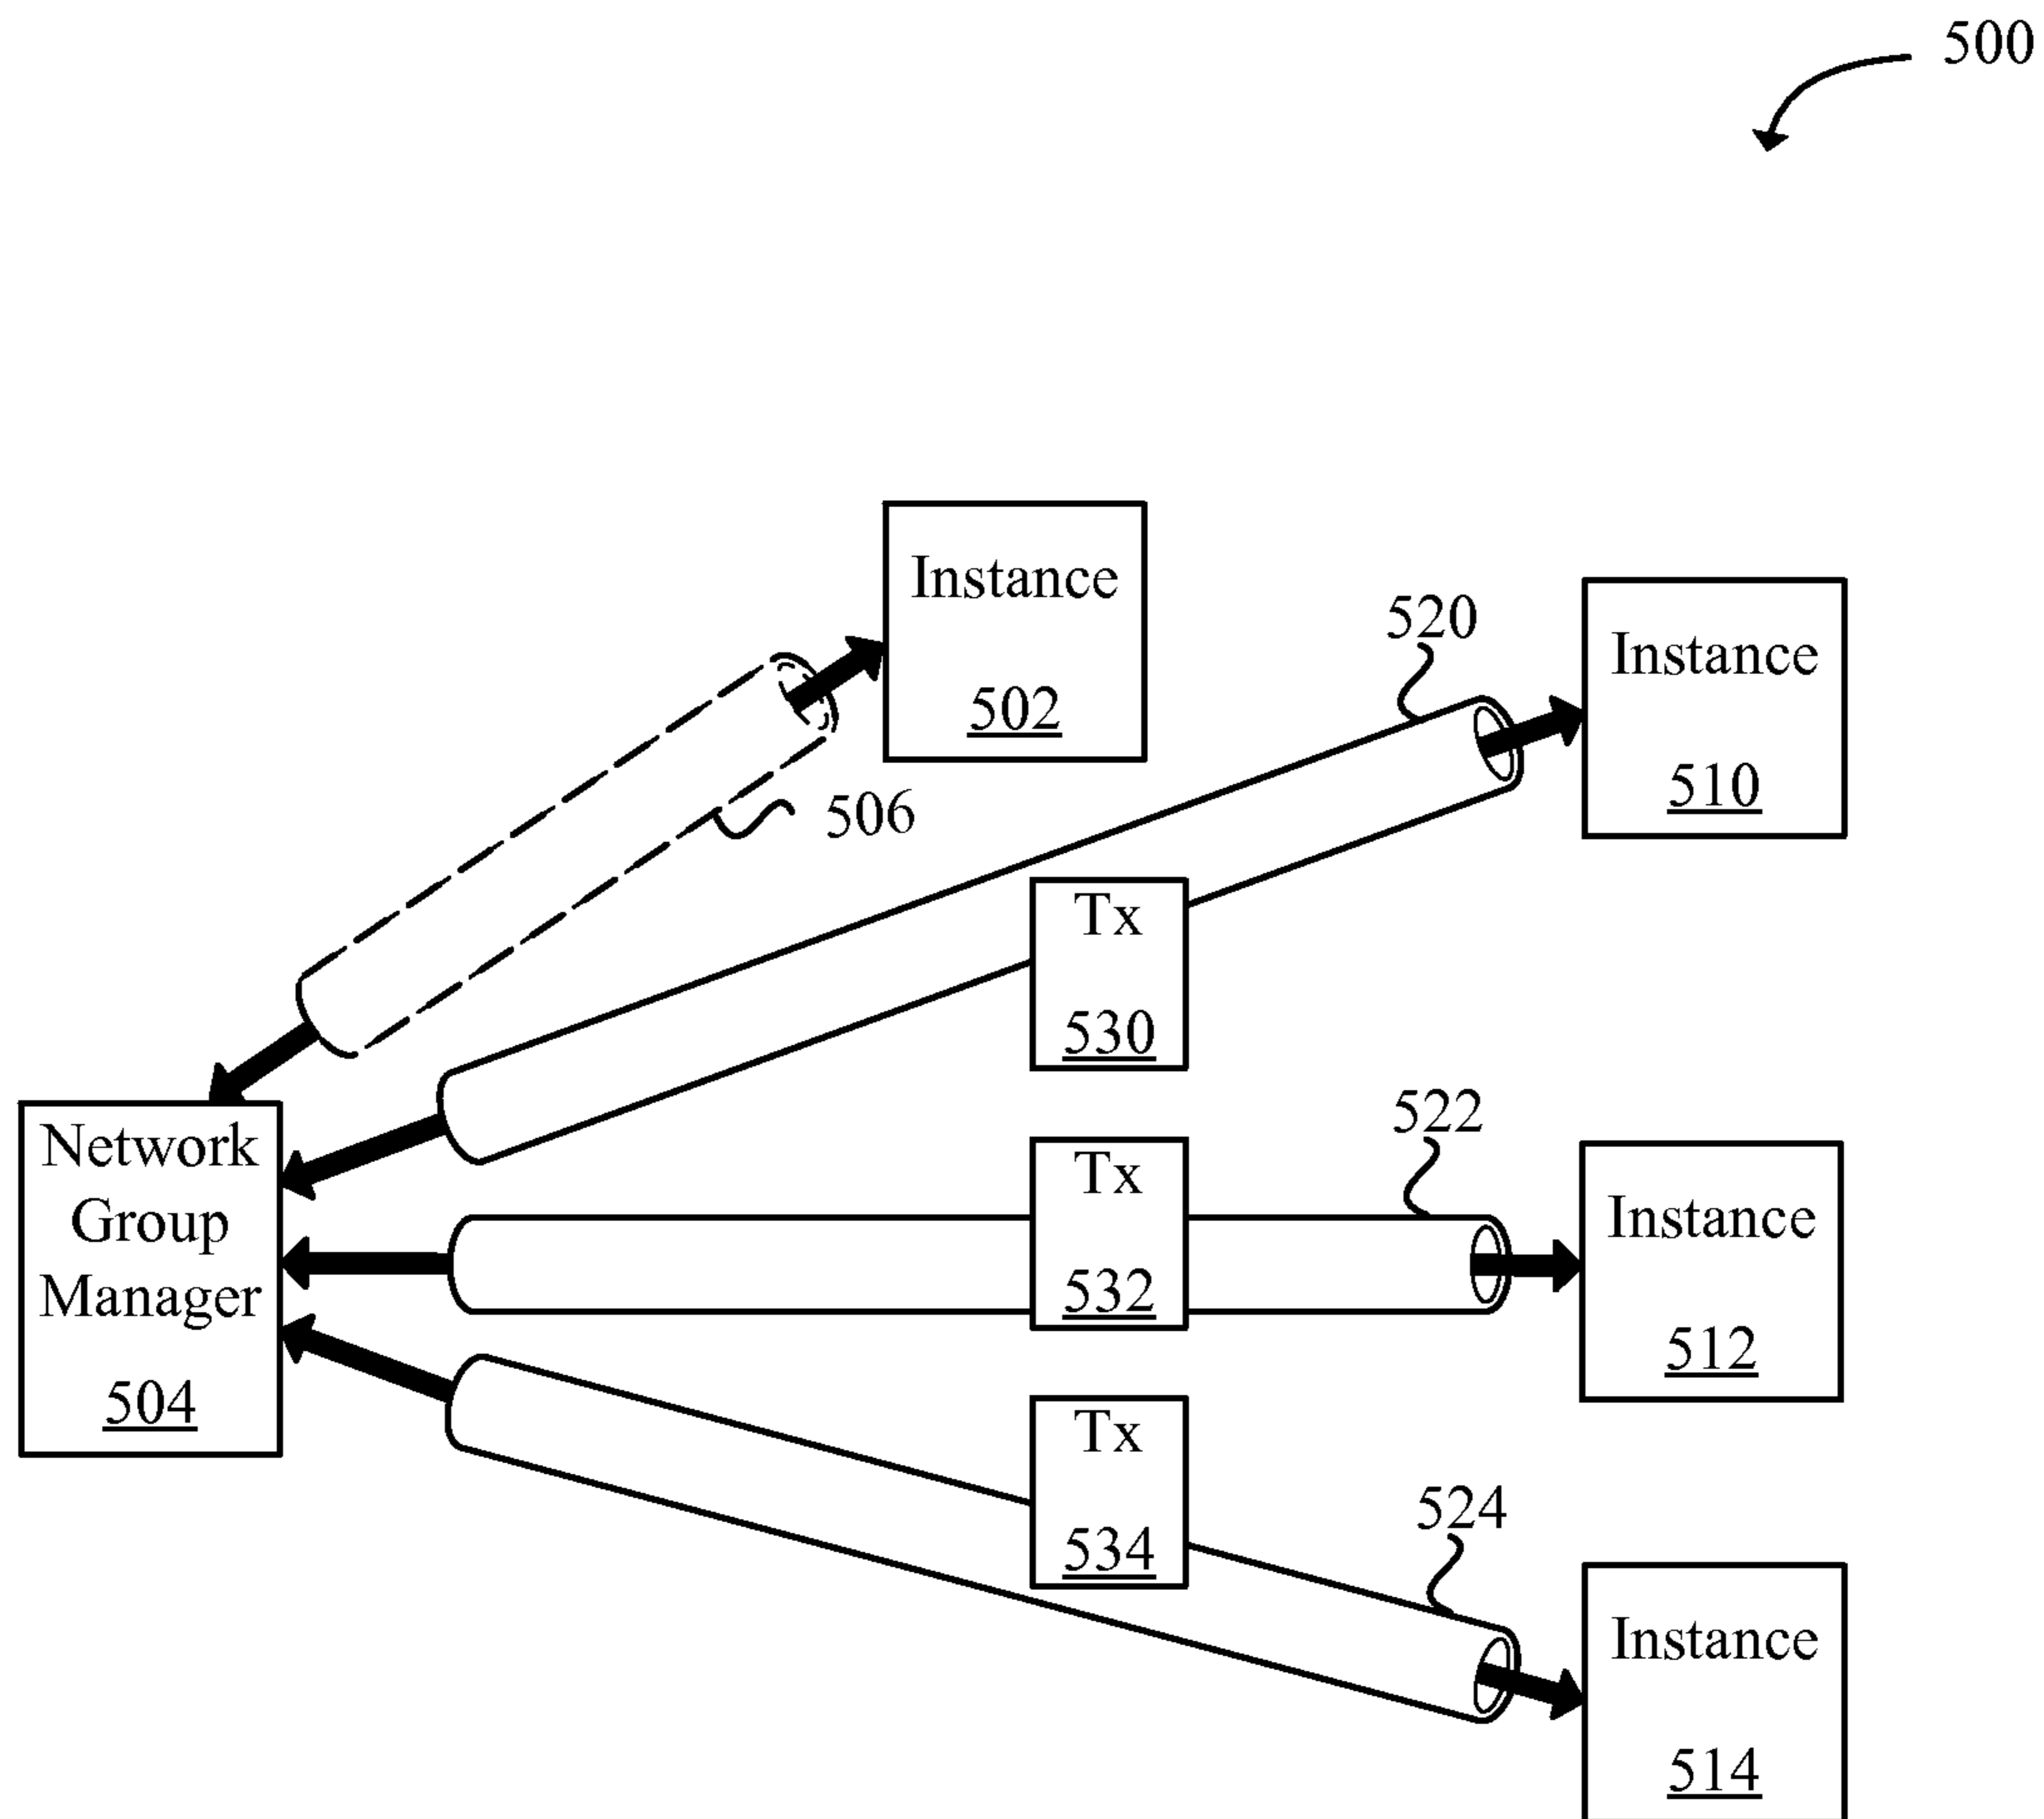 500
Instance
502
520
Instance
510
506
Tx
530
Network
Group
Manager
504
522
Tx
532
Instance
512
Tx
534
524
Instance
514